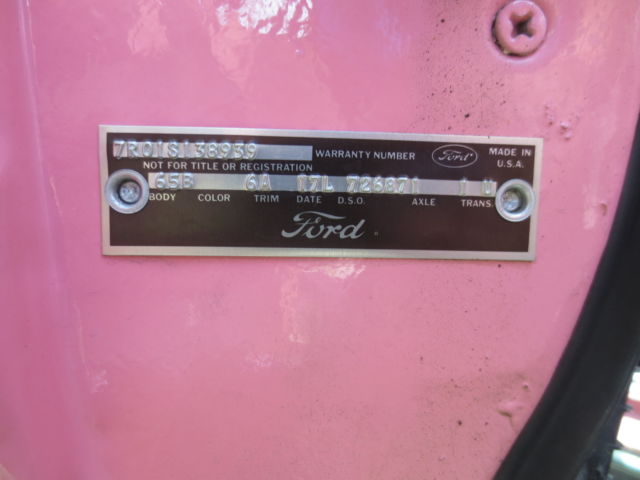 7R01S138939 WARRANTY NUMBER Ford MADE IN U.S.A.
NOT FOR TITLE OR REGISTRATION
65B 6A 17L 726871 1 U
BODY COLOR TRIM DATE D.S.O. AXLE TRANS.
Ford